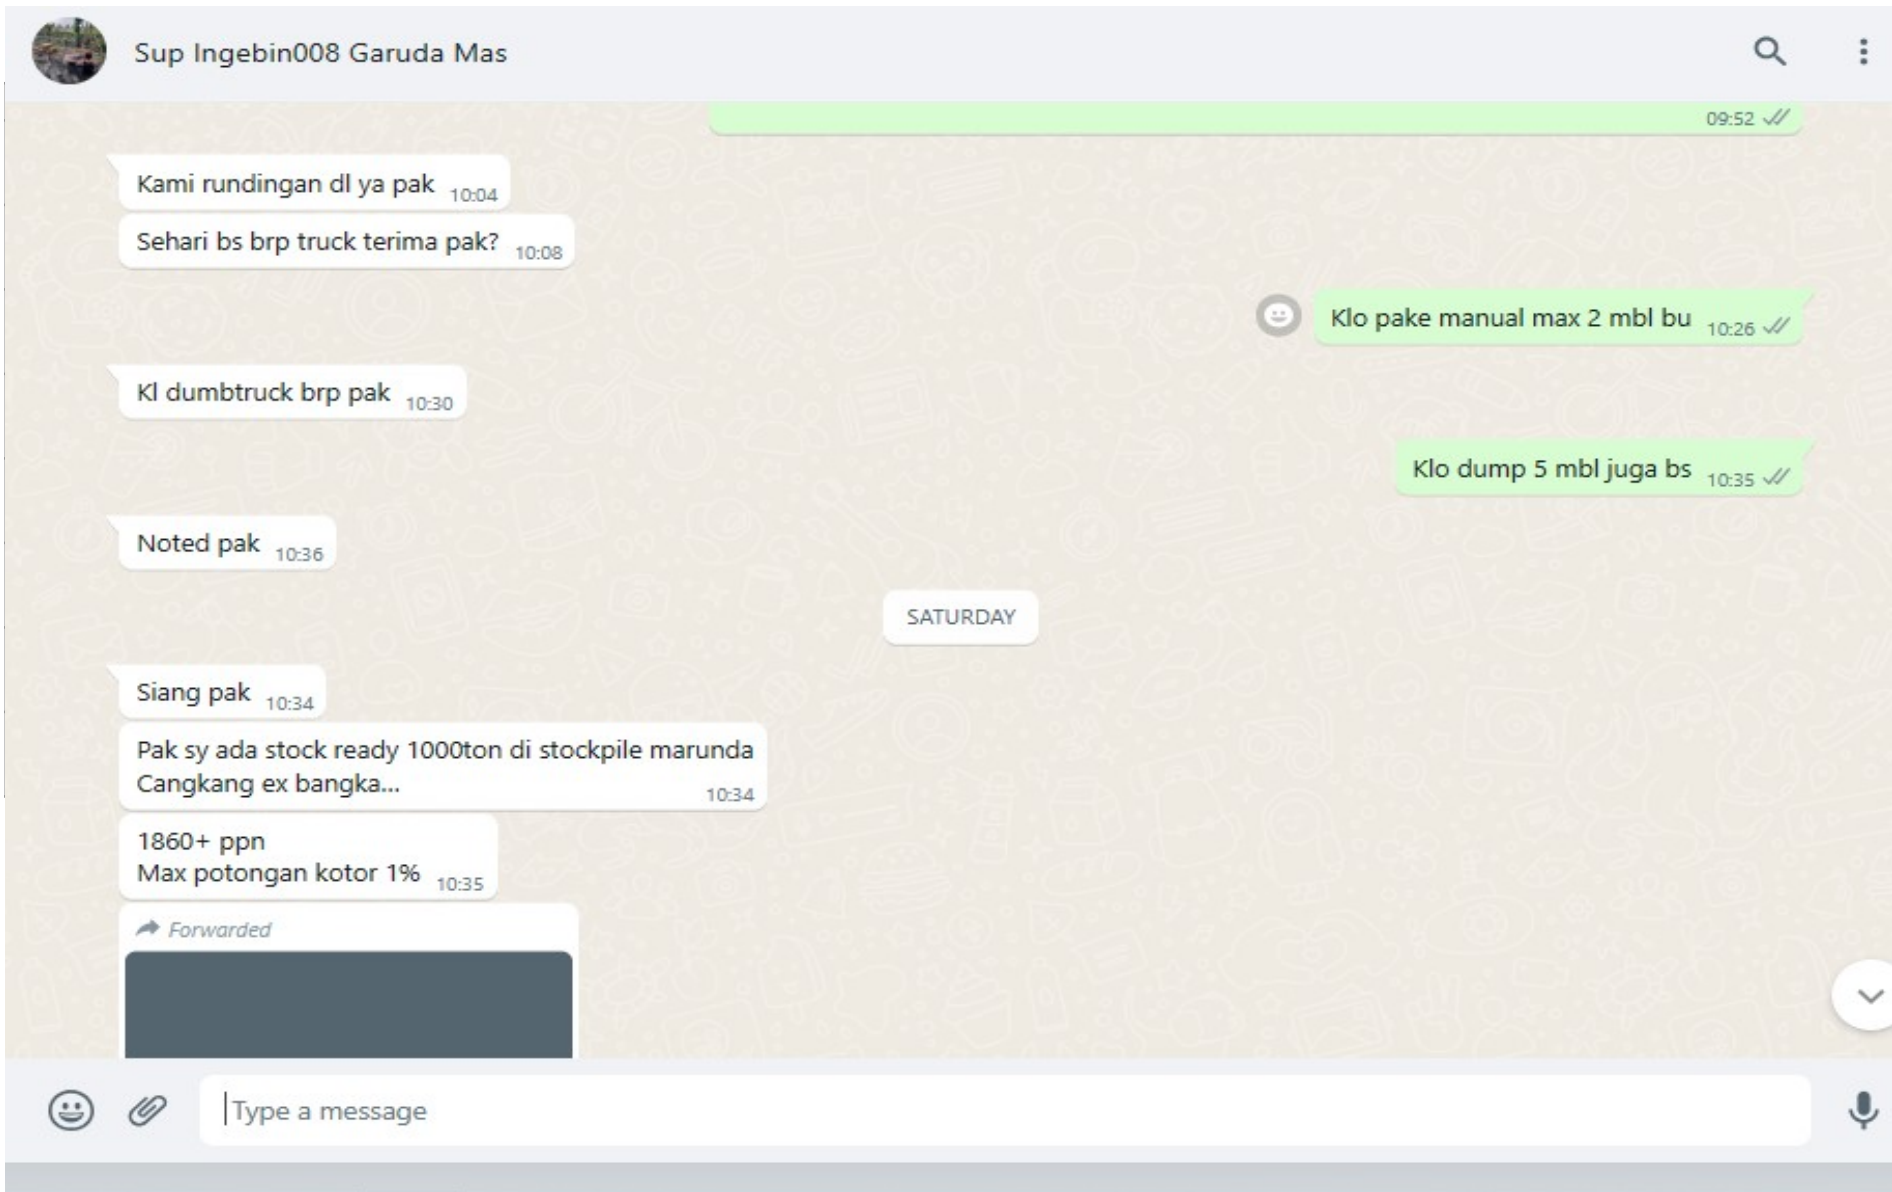 Sup Ingebin008 Garuda Mas
09:52
Kami rundingan dl ya pak 10:04
Sehari bs brp truck terima pak? 10:08
Klo pake manual max 2 mbl bu 10:26
Kl dumbtruck brp pak 10:30
Klo dump 5 mbl juga bs 10:35
Noted pak 10:36
SATURDAY
Siang pak 10:34
Pak sy ada stock ready 1000ton di stockpile marunda
Cangkang ex bangka... 10:34
1860+ ppn
Max potongan kotor 1% 10:35
Forwarded
Type a message